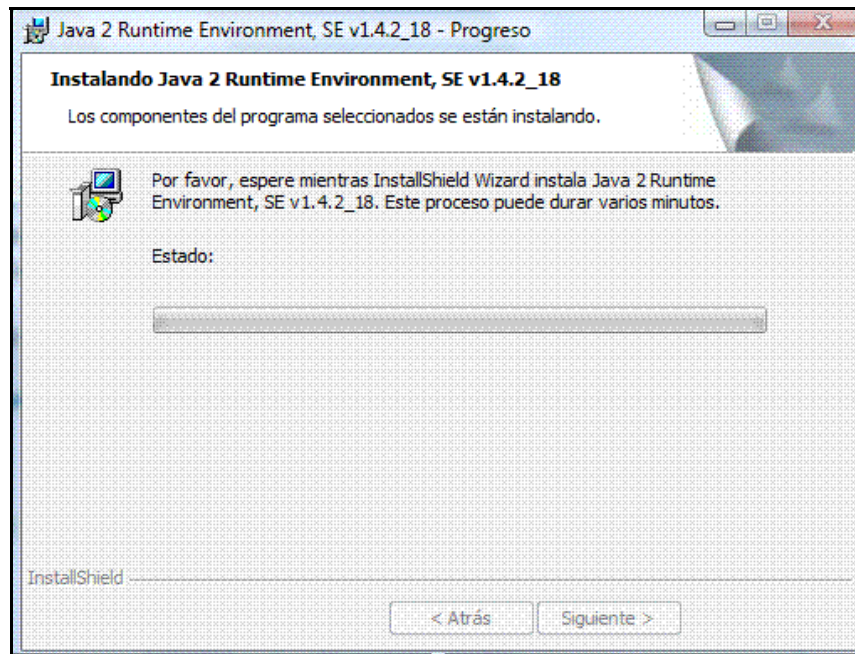 Java 2 Runtime Environment, SE v1.4.2_18 - Progreso
Instalando Java 2 Runtime Environment, SE v1.4.2_18
Los componentes del programa seleccionados se están instalando.
Por favor, espere mientras InstallShield Wizard instala Java 2 Runtime
Environment, SE v1.4.2_18. Este proceso puede durar varios minutos.
Estado:
InstallShield
< Atrás
Siguiente >